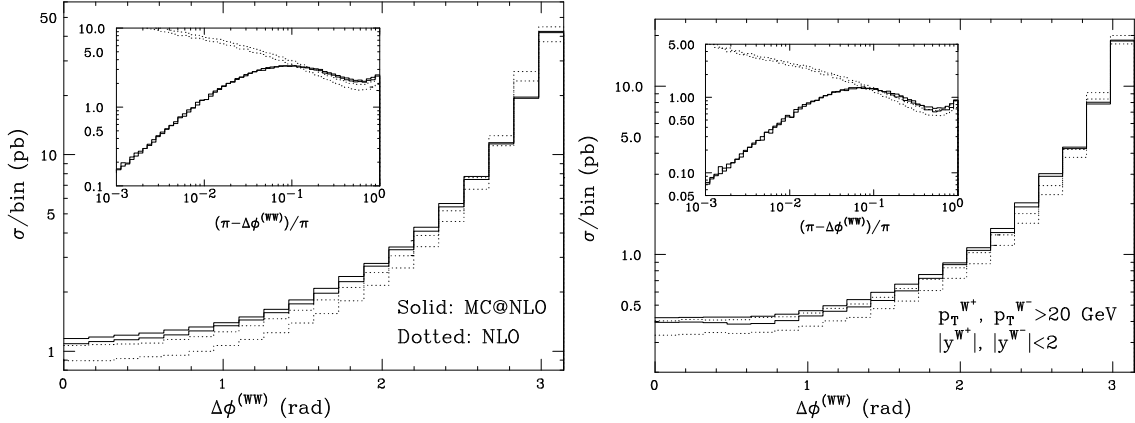 50
10
5
1
σ/bin (pb)
10.0
5.0
1.0
0.5
0.1
10⁻³ 10⁻² 10⁻¹ 10⁰
(π−Δϕ⁽ᵂᵂ⁾)/π
Solid: MC@NLO
Dotted: NLO
0 1 2 3
Δϕ⁽ᵂᵂ⁾ (rad)
10.0
5.0
1.0
0.5
σ/bin (pb)
5.00
1.00
0.50
0.10
0.05
10⁻³ 10⁻² 10⁻¹ 10⁰
(π−Δϕ⁽ᵂᵂ⁾)/π
p_T^{W⁺}, p_T^{W⁻}>20 GeV
|y^{W⁺}|, |y^{W⁻}|<2
0 1 2 3
Δϕ⁽ᵂᵂ⁾ (rad)